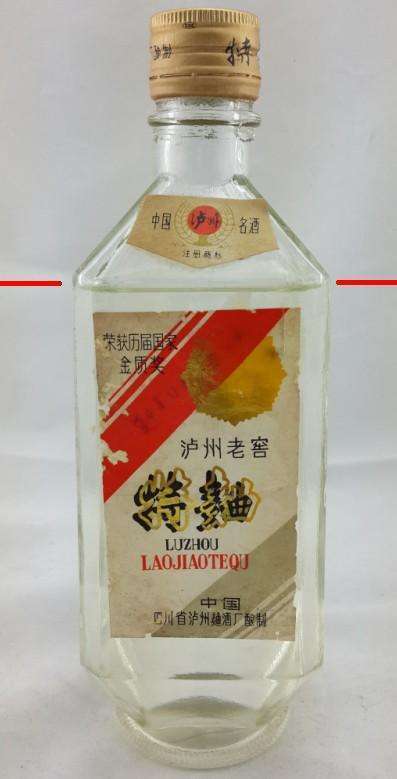 特
中国 泸州 名酒
注册商标
荣获历届国家
金质奖
泸州老窖
特麯
LUZHOU
LAOJIAOTEQU
中国
四川省泸州麯酒厂酿制